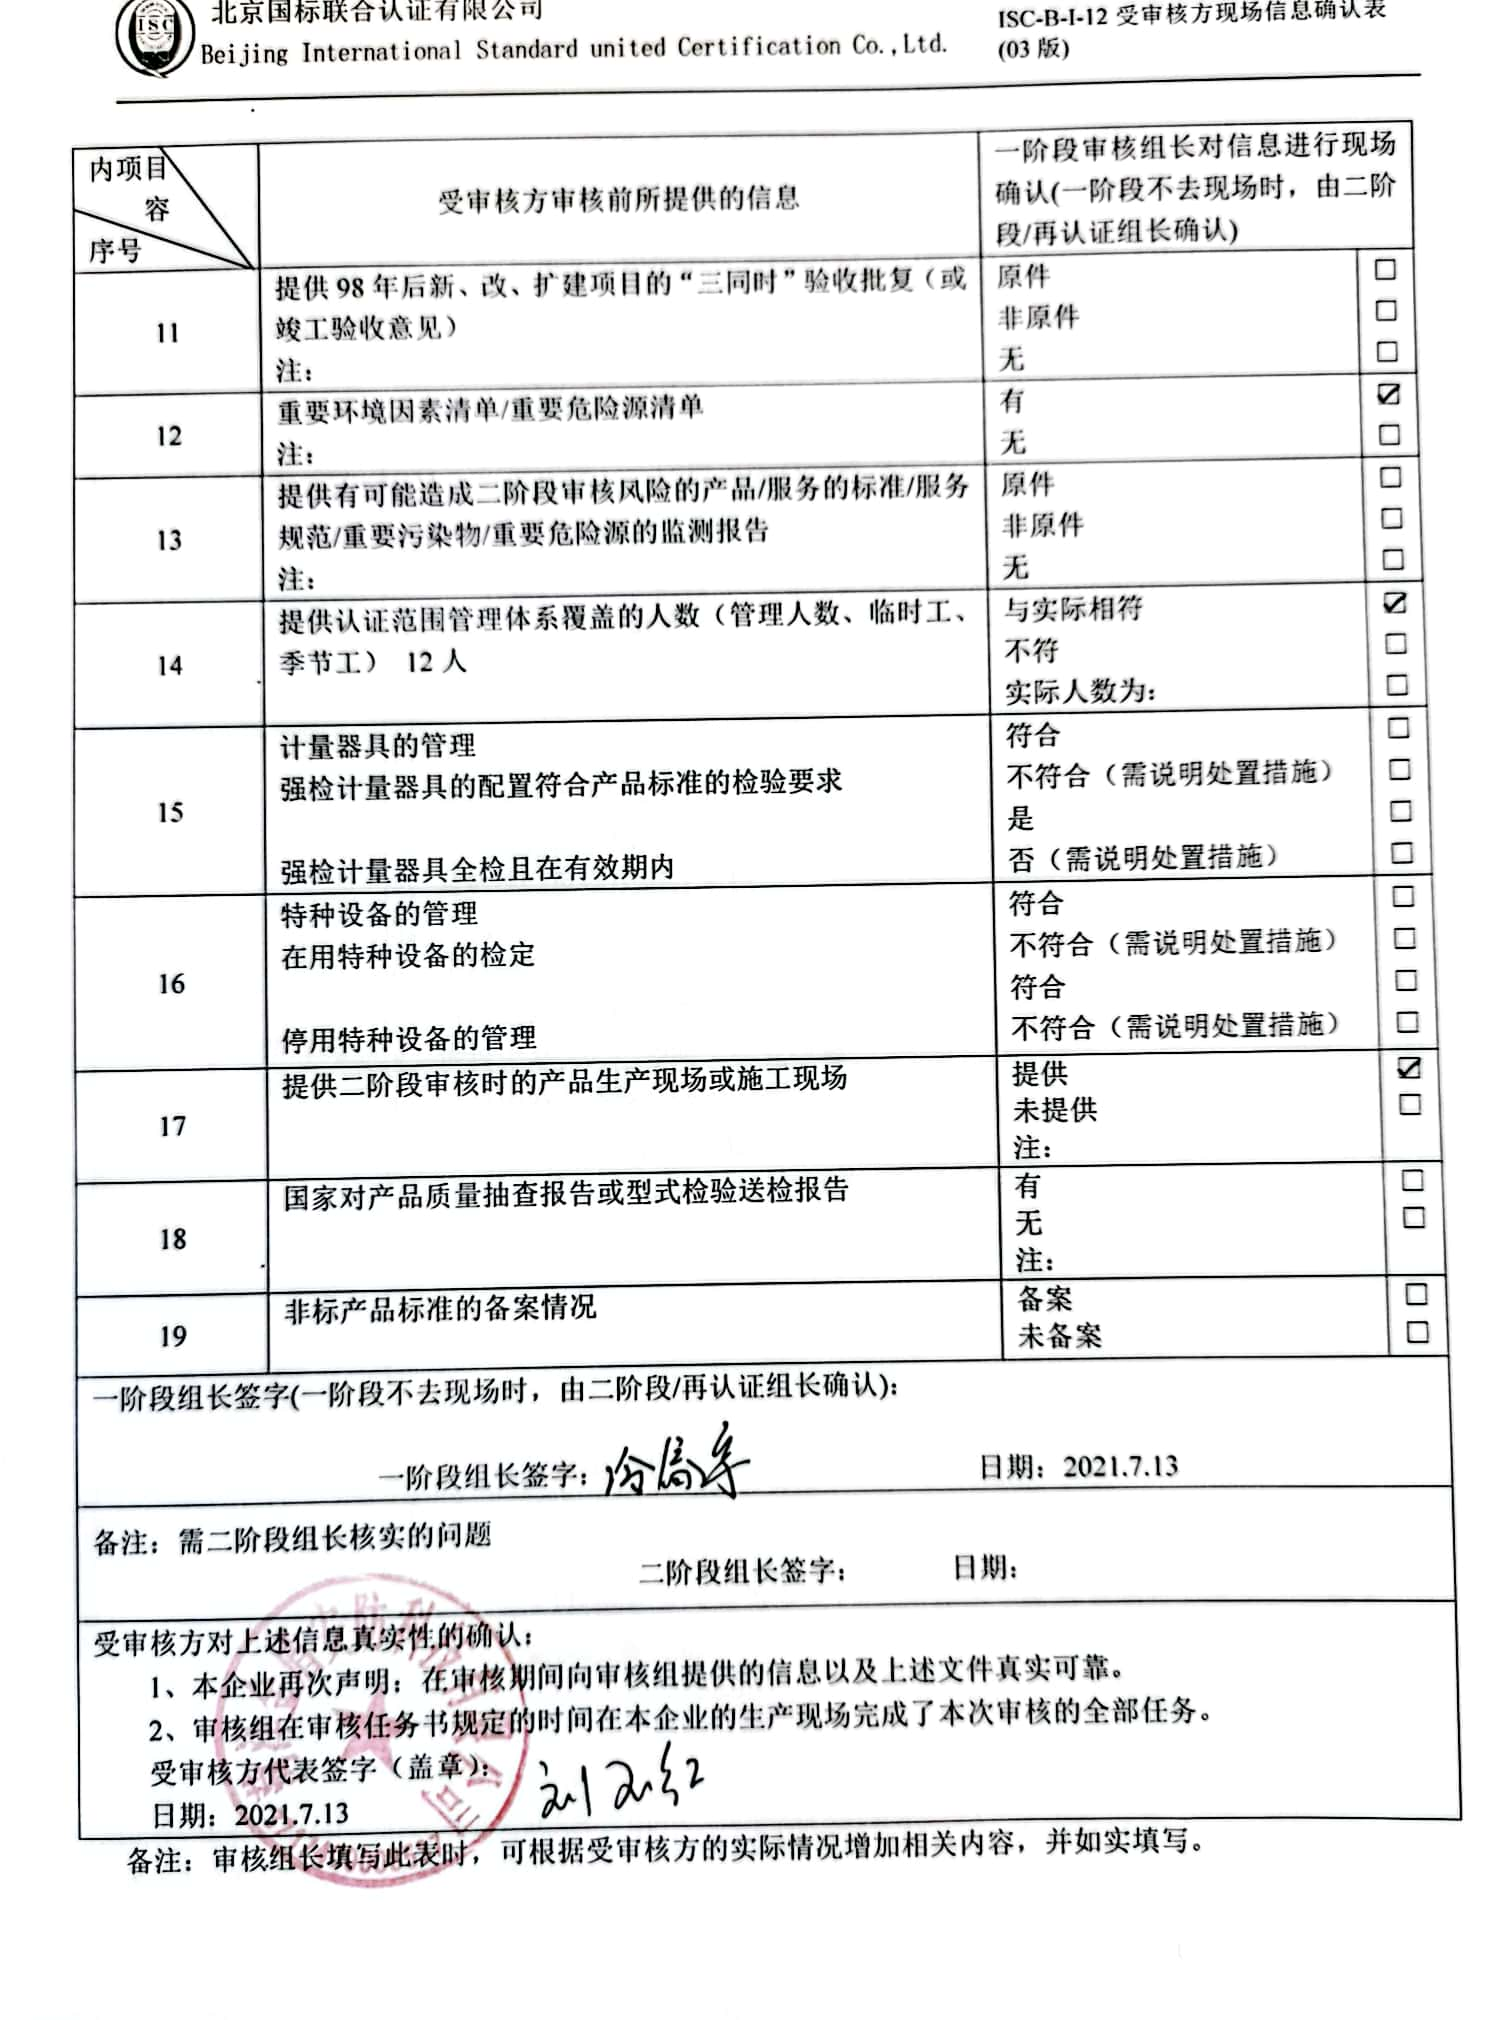 北京国标联合认证有限公司
Beijing International Standard united Certification Co.,Ltd.
ISC-B-I-12 受审核方现场信息确认表
(03 版)
ISC
内项目
容
序号
受审核方审核前所提供的信息
一阶段审核组长对信息进行现场
确认(一阶段不去现场时，由二阶
段/再认证组长确认)
11
提供 98 年后新、改、扩建项目的“三同时”验收批复（或
竣工验收意见）
注：
原件 □
非原件 □
无 □
12
重要环境因素清单/重要危险源清单
注：
有 ☑
无 □
13
提供有可能造成二阶段审核风险的产品/服务的标准/服务
规范/重要污染物/重要危险源的监测报告
注：
原件 □
非原件 □
无 □
14
提供认证范围管理体系覆盖的人数（管理人数、临时工、
季节工） 12 人
与实际相符 ☑
不符 □
实际人数为： □
15
计量器具的管理
强检计量器具的配置符合产品标准的检验要求
强检计量器具全检且在有效期内
符合 □
不符合（需说明处置措施） □
是 □
否（需说明处置措施） □
16
特种设备的管理
在用特种设备的检定
停用特种设备的管理
符合 □
不符合（需说明处置措施） □
符合 □
不符合（需说明处置措施） □
17
提供二阶段审核时的产品生产现场或施工现场
提供 ☑
未提供 □
注：
18
国家对产品质量抽查报告或型式检验送检报告
有 □
无 □
注：
19
非标产品标准的备案情况
备案 □
未备案 □
一阶段组长签字(一阶段不去现场时，由二阶段/再认证组长确认)：
一阶段组长签字： 日期：2021.7.13
备注：需二阶段组长核实的问题
二阶段组长签字： 日期：
受审核方对上述信息真实性的确认：
1、本企业再次声明：在审核期间向审核组提供的信息以及上述文件真实可靠。
2、审核组在审核任务书规定的时间在本企业的生产现场完成了本次审核的全部任务。
受审核方代表签字（盖章）：
日期：2021.7.13
备注：审核组长填写此表时，可根据受审核方的实际情况增加相关内容，并如实填写。